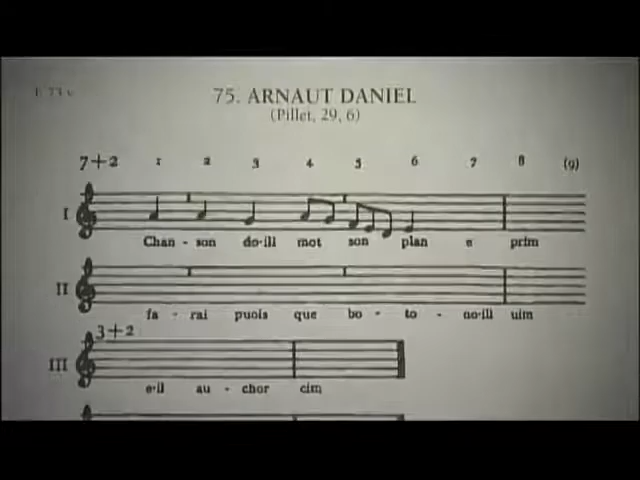 f. 73 v.
75. ARNAUT DANIEL
(Pillet, 29, 6)
7+2 1 2 3 4 5 6 7 8 (9)
I
Chan - son do·ill mot son plan e prim
II
fa - rai puois que bo - to - no·ill uim
3+2
III
e·il au - chor cim